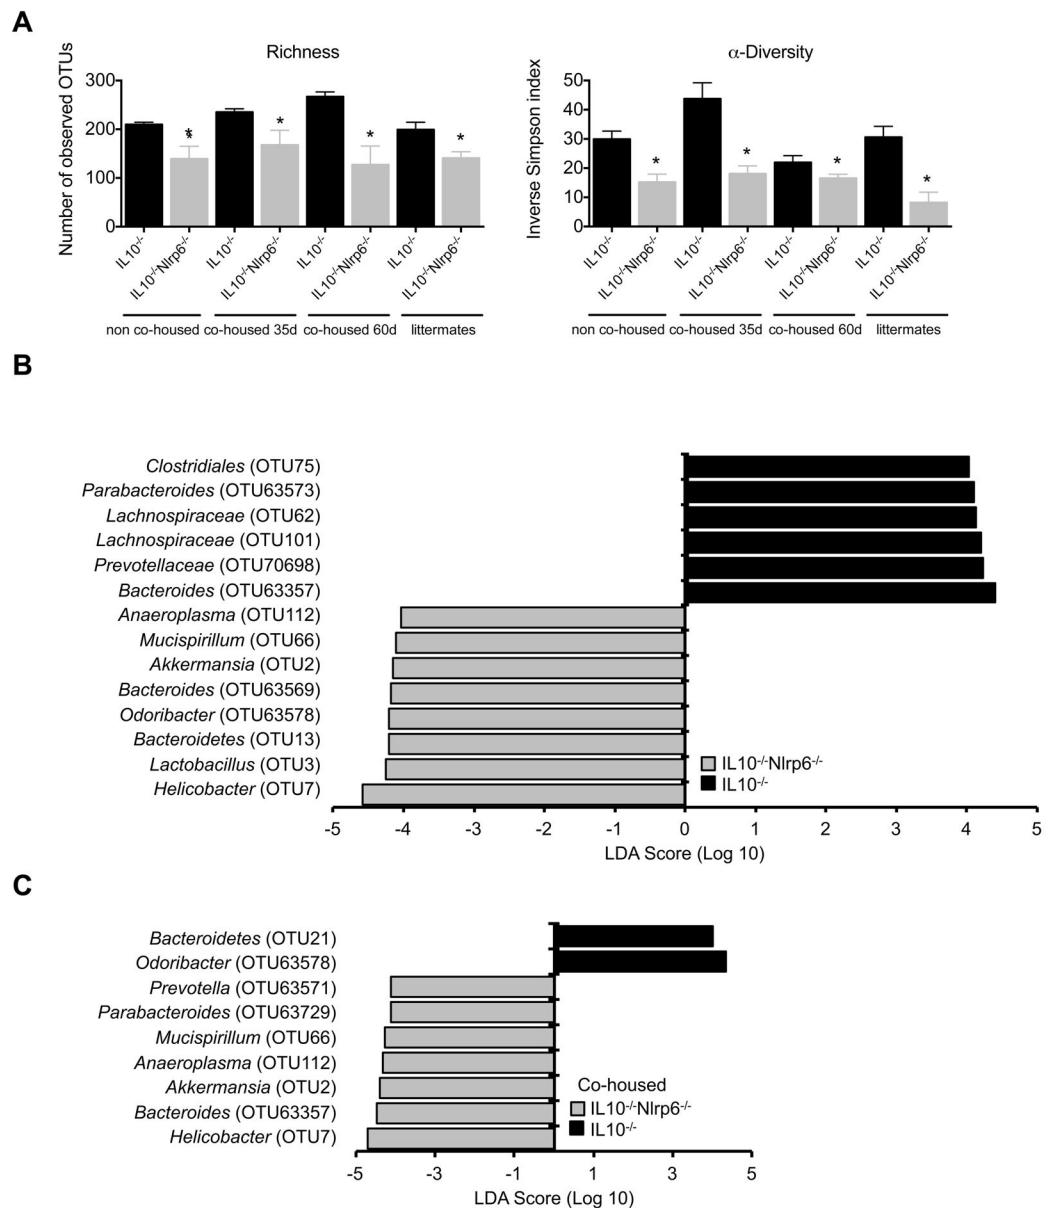 A
Richness
Number of observed OTUs
300
200
100
0
* * * * *
IL10-/- IL10-/-Nlrp6-/- IL10-/- IL10-/-Nlrp6-/- IL10-/- IL10-/-Nlrp6-/- IL10-/- IL10-/-Nlrp6-/-
non co-housed co-housed 35d co-housed 60d littermates
α-Diversity
Inverse Simpson index
50
40
30
20
10
0
* * * *
IL10-/- IL10-/-Nlrp6-/- IL10-/- IL10-/-Nlrp6-/- IL10-/- IL10-/-Nlrp6-/- IL10-/- IL10-/-Nlrp6-/-
non co-housed co-housed 35d co-housed 60d littermates
B
Clostridiales (OTU75)
Parabacteroides (OTU63573)
Lachnospiraceae (OTU62)
Lachnospiraceae (OTU101)
Prevotellaceae (OTU70698)
Bacteroides (OTU63357)
Anaeroplasma (OTU112)
Mucispirillum (OTU66)
Akkermansia (OTU2)
Bacteroides (OTU63569)
Odoribacter (OTU63578)
Bacteroidetes (OTU13)
Lactobacillus (OTU3)
Helicobacter (OTU7)
IL10-/-Nlrp6-/-
IL10-/-
-5 -4 -3 -2 -1 0 1 2 3 4 5
LDA Score (Log 10)
C
Bacteroidetes (OTU21)
Odoribacter (OTU63578)
Prevotella (OTU63571)
Parabacteroides (OTU63729)
Mucispirillum (OTU66)
Anaeroplasma (OTU112)
Akkermansia (OTU2)
Bacteroides (OTU63357)
Helicobacter (OTU7)
Co-housed
IL10-/-Nlrp6-/-
IL10-/-
-5 -3 -1 1 3 5
LDA Score (Log 10)